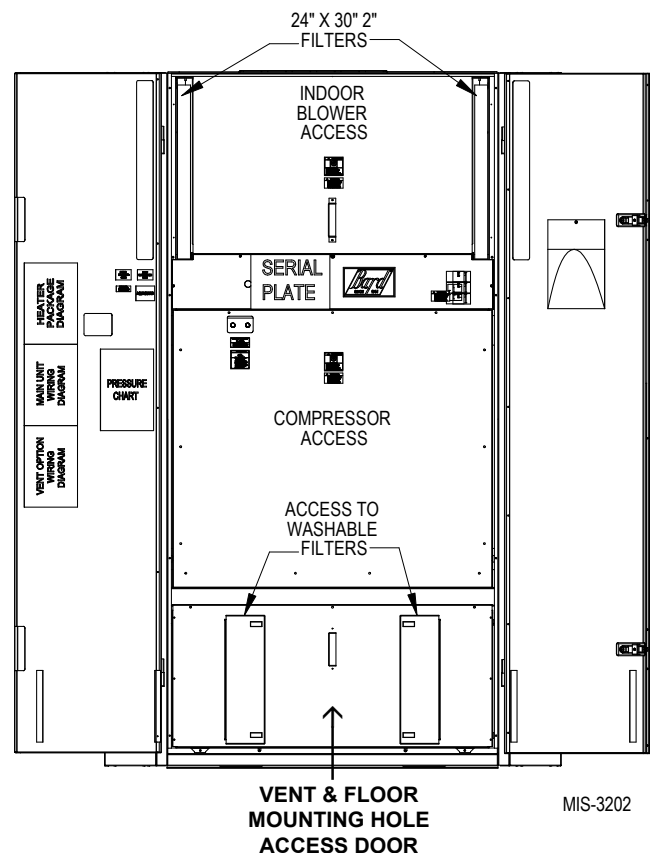 24" X 30" 2"
FILTERS
INDOOR
BLOWER
ACCESS
SERIAL
PLATE
Bard
HEATER
PACKAGE
DIAGRAM
MAIN UNIT
WIRING
DIAGRAM
VENT OPTION
WIRING
DIAGRAM
PRESSURE
CHART
COMPRESSOR
ACCESS
ACCESS TO
WASHABLE
FILTERS
VENT & FLOOR
MOUNTING HOLE
ACCESS DOOR
MIS-3202